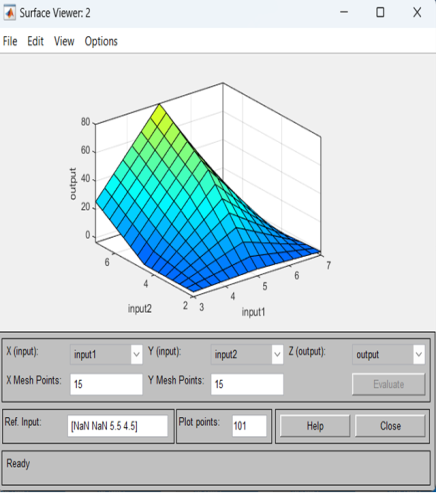 Surface Viewer: 2
File Edit View Options
80
60
40
20
0
output
6
4
2
input2
3
4
5
6
7
input1
X (input): input1 Y (input): input2 Z (output): output
X Mesh Points: 15 Y Mesh Points: 15 Evaluate
Ref. Input: [NaN NaN 5.5 4.5] Plot points: 101 Help Close
Ready